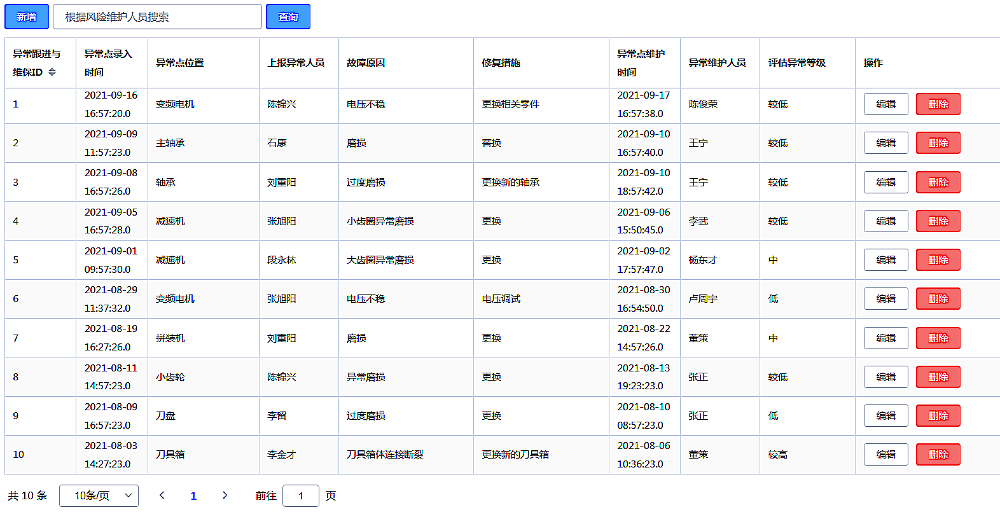 新增 根据风险维护人员搜索 查询
异常跟进与 异常点录入 异常点位置 上报异常人员 故障原因 修复措施 异常点维护 异常维护人员 评估异常等级 操作
维保ID 时间 时间
1 2021-09-16 变频电机 陈锦兴 电压不稳 更换相关零件 2021-09-17 陈俊荣 较低 编辑 删除
16:57:20.0 16:57:38.0
2 2021-09-09 主轴承 石康 磨损 替换 2021-09-10 王宁 较低 编辑 删除
11:57:23.0 16:57:40.0
3 2021-09-08 轴承 刘重阳 过度磨损 更换新的轴承 2021-09-10 王宁 较低 编辑 删除
16:57:26.0 18:57:42.0
4 2021-09-05 减速机 张旭阳 小齿圈异常磨损 更换 2021-09-06 李武 较低 编辑 删除
16:57:28.0 15:50:45.0
5 2021-09-01 减速机 段永林 大齿圈异常磨损 更换 2021-09-02 杨东才 中 编辑 删除
09:57:30.0 17:57:47.0
6 2021-08-29 变频电机 张旭阳 电压不稳 电压调试 2021-08-30 卢周宇 低 编辑 删除
11:37:32.0 16:54:50.0
7 2021-08-19 拼装机 刘重阳 磨损 更换 2021-08-22 董策 中 编辑 删除
16:27:26.0 14:57:26.0
8 2021-08-11 小齿轮 陈锦兴 异常磨损 更换 2021-08-13 张正 较低 编辑 删除
14:57:23.0 19:23:23.0
9 2021-08-09 刀盘 李留 过度磨损 更换 2021-08-10 张正 低 编辑 删除
16:57:23.0 08:57:23.0
10 2021-08-03 刀具箱 李金才 刀具箱体连接断裂 更换新的刀具箱 2021-08-06 董策 较高 编辑 删除
14:27:23.0 10:36:23.0
共 10 条 10条/页 1 前往 1 页